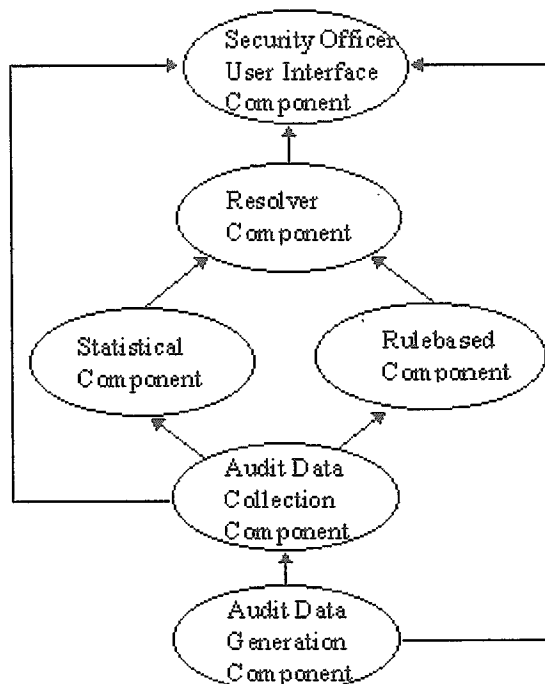 Security Officer
User Interface
Component
Resolver
Component
Statistical
Component
Rulebased
Component
Audit Data
Collection
Component
Audit Data
Generation
Component